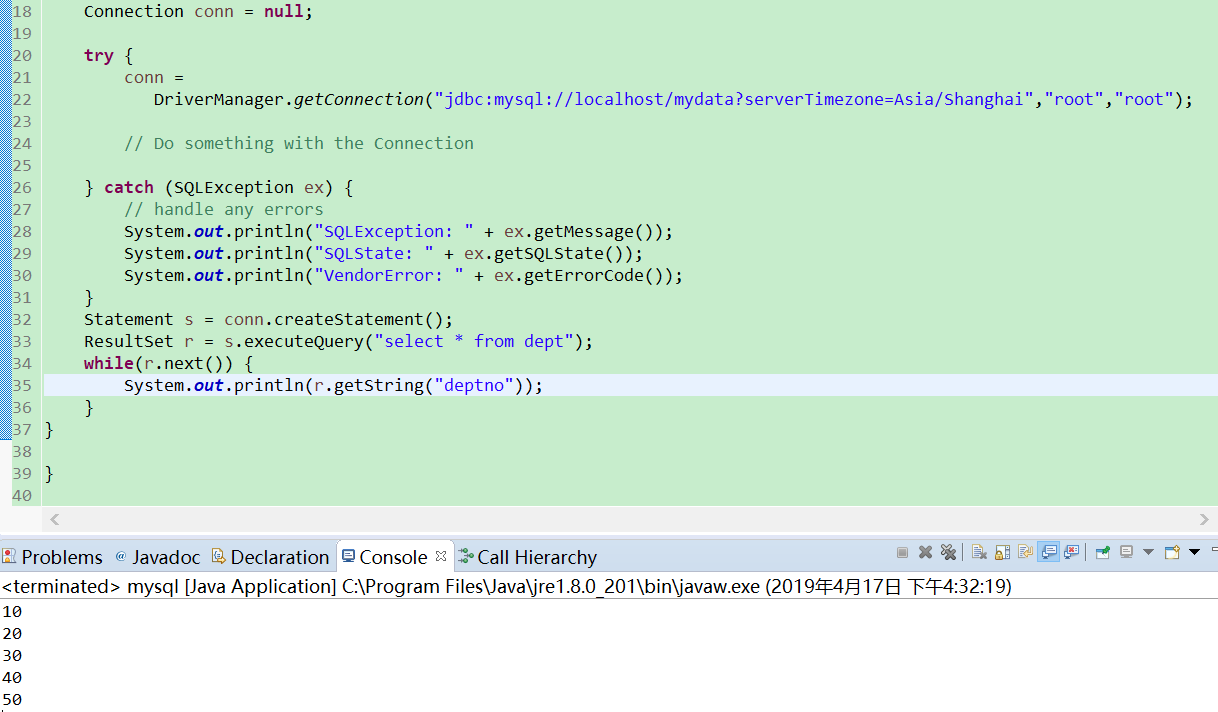 18 Connection conn = null;
19
20 try {
21 conn =
22 DriverManager.getConnection("jdbc:mysql://localhost/mydata?serverTimezone=Asia/Shanghai","root","root");
23
24 // Do something with the Connection
25
26 } catch (SQLException ex) {
27 // handle any errors
28 System.out.println("SQLException: " + ex.getMessage());
29 System.out.println("SQLState: " + ex.getSQLState());
30 System.out.println("VendorError: " + ex.getErrorCode());
31 }
32 Statement s = conn.createStatement();
33 ResultSet r = s.executeQuery("select * from dept");
34 while(r.next()) {
35 System.out.println(r.getString("deptno"));
36 }
37 }
38
39 }
40
Problems @ Javadoc Declaration Console Call Hierarchy
<terminated> mysql [Java Application] C:\Program Files\Java\jre1.8.0_201\bin\javaw.exe (2019年4月17日 下午4:32:19)
10
20
30
40
50